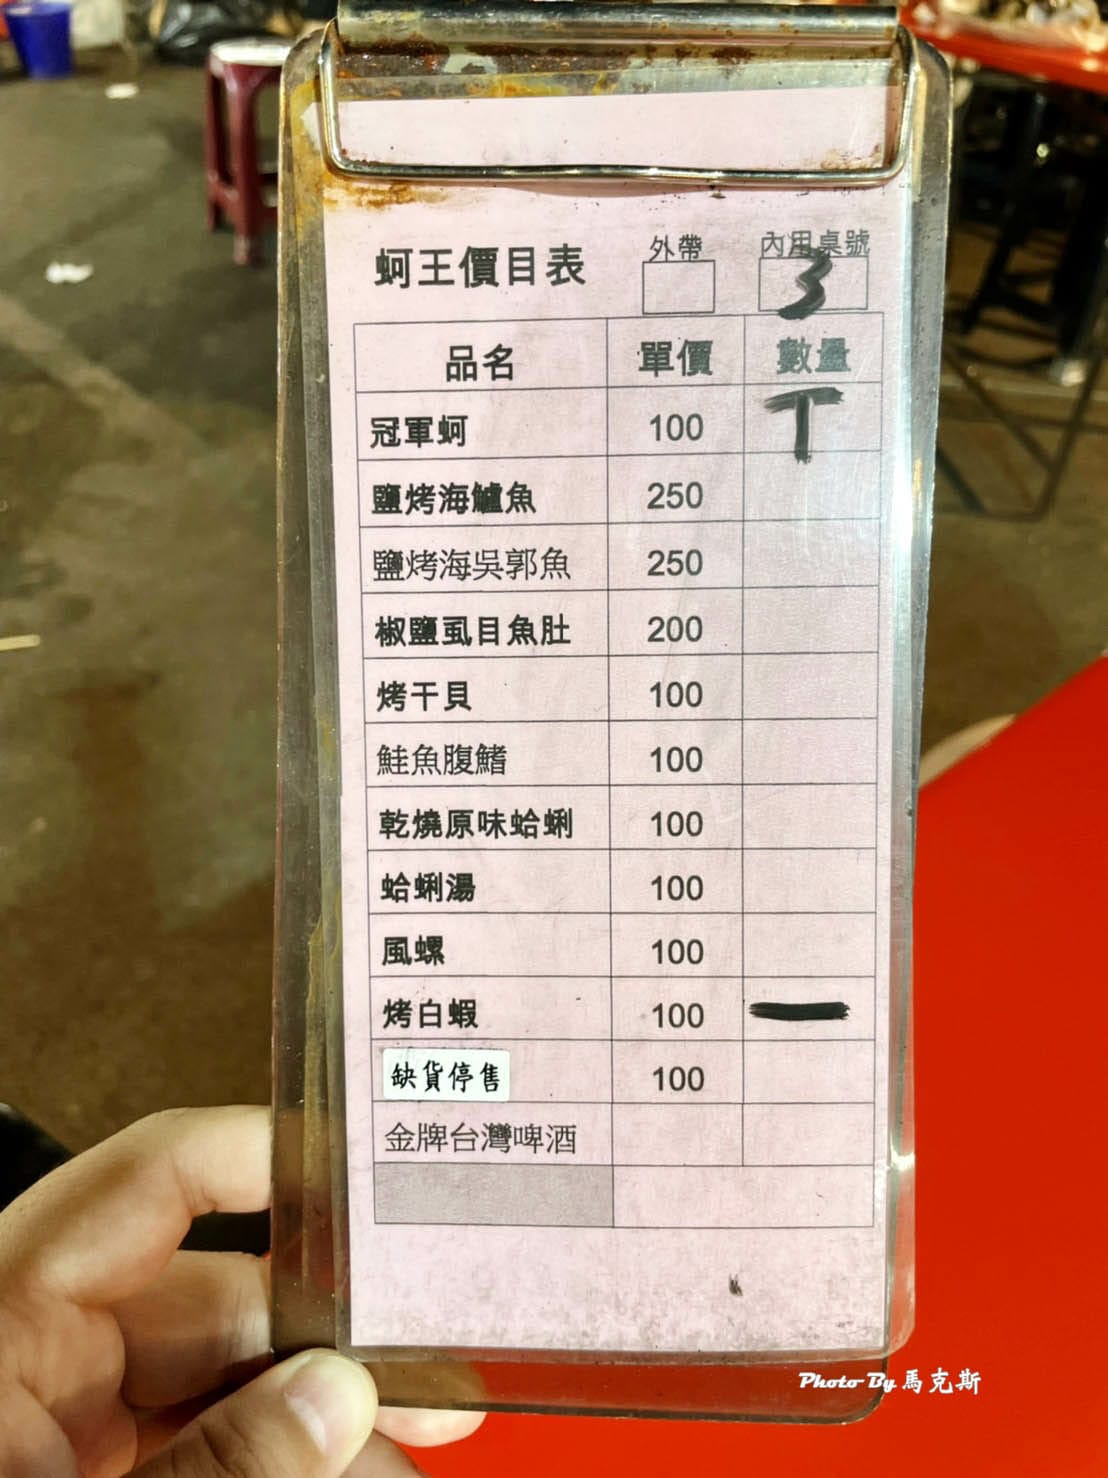 蚵王價目表 外帶 內用桌號
3
品名 單價 數量
冠軍蚵 100 T
鹽烤海鱸魚 250
鹽烤海吳郭魚 250
椒鹽虱目魚肚 200
烤干貝 100
鮭魚腹鰭 100
乾燒原味蛤蜊 100
蛤蜊湯 100
風螺 100
烤白蝦 100 一
缺貨停售 100
金牌台灣啤酒
Photo By 馬克斯